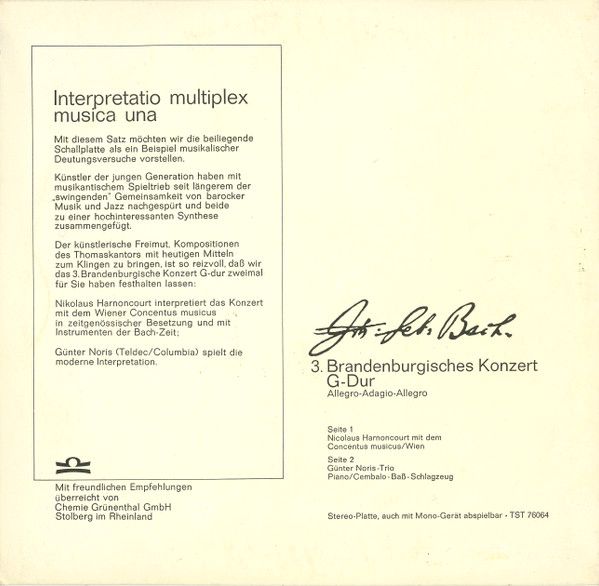 Interpretatio multiplex
musica una
Mit diesem Satz möchten wir die beiliegende
Schallplatte als ein Beispiel musikalischer
Deutungsversuche vorstellen.
Künstler der jungen Generation haben mit
musikantischem Spieltrieb seit längerem der
„swingenden" Gemeinsamkeit von barocker
Musik und Jazz nachgespürt und beide
zu einer hochinteressanten Synthese
zusammengefügt.
Der künstlerische Freimut, Kompositionen
des Thomaskantors mit heutigen Mitteln
zum Klingen zu bringen, ist so reizvoll, daß wir
das 3. Brandenburgische Konzert G-dur zweimal
für Sie haben festhalten lassen:
Nikolaus Harnoncourt interpretiert das Konzert
mit dem Wiener Concentus musicus
in zeitgenössischer Besetzung und mit
Instrumenten der Bach-Zeit;
Günter Noris (Teldec/Columbia) spielt die
moderne Interpretation.
Mit freundlichen Empfehlungen
überreicht von
Chemie Grünenthal GmbH
Stolberg im Rheinland
Joh: Seb: Bach.
3. Brandenburgisches Konzert
G-Dur
Allegro-Adagio-Allegro
Seite 1
Nicolaus Harnoncourt mit dem
Concentus musicus/Wien
Seite 2
Günter Noris-Trio
Piano/Cembalo-Baß-Schlagzeug
Stereo-Platte, auch mit Mono-Gerät abspielbar · TST 76064